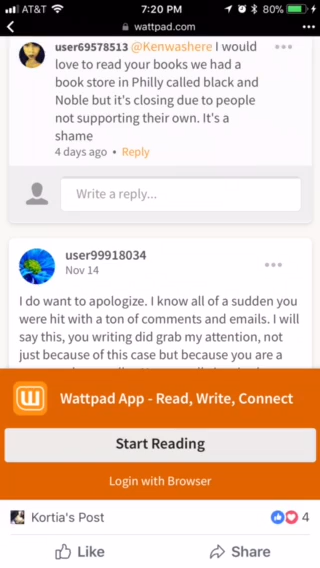 AT&T 7:20 PM 80%
wattpad.com
user69578513 @Kenwashere I would
love to read your books we had a
book store in Philly called black and
Noble but it's closing due to people
not supporting their own. It's a
shame
4 days ago • Reply
Write a reply...
user99918034
Nov 14
I do want to apologize. I know all of a sudden you
were hit with a ton of comments and emails. I will
say this, you writing did grab my attention, not
just because of this case but because you are a
Wattpad App - Read, Write, Connect
Start Reading
Login with Browser
Kortia's Post 4
Like Share